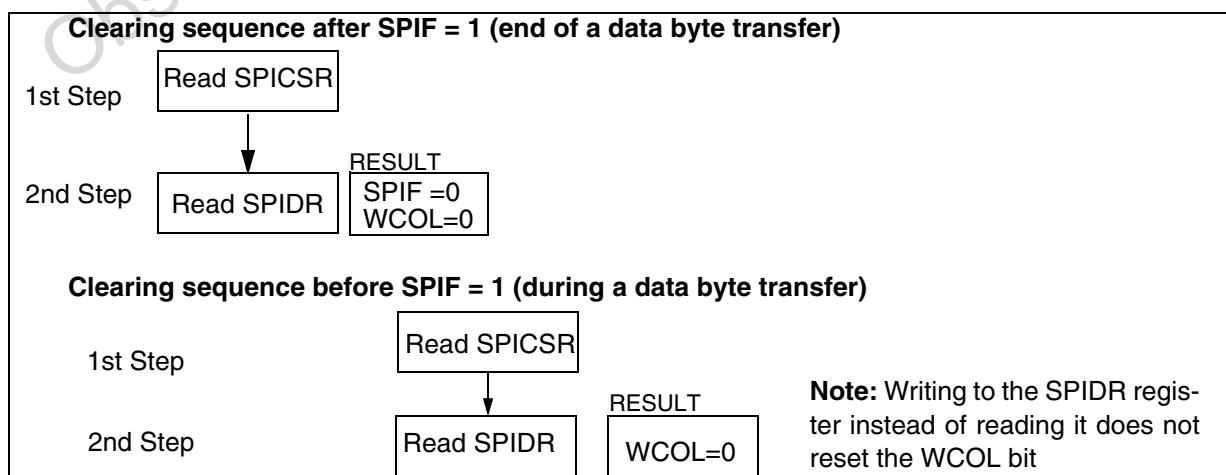 Obs
Clearing sequence after SPIF = 1 (end of a data byte transfer)
1st Step
Read SPICSR
2nd Step
Read SPIDR
RESULT
SPIF =0
WCOL=0
Clearing sequence before SPIF = 1 (during a data byte transfer)
1st Step
Read SPICSR
2nd Step
Read SPIDR
RESULT
WCOL=0
Note: Writing to the SPIDR regis-
ter instead of reading it does not
reset the WCOL bit